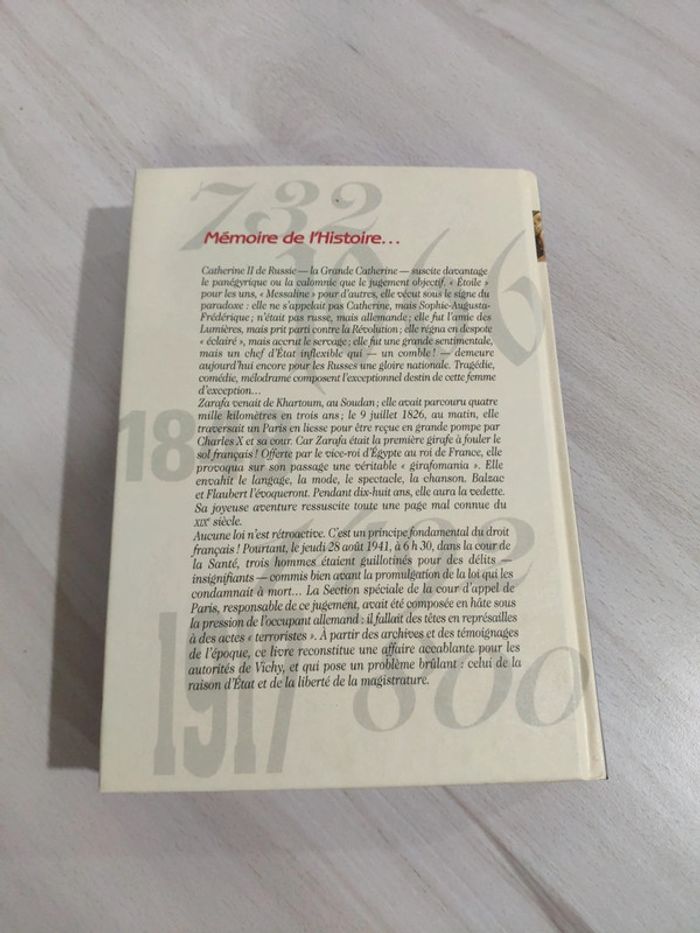 732
1066
Mémoire de l'Histoire...
Catherine II de Russie — la Grande Catherine — suscite davantage
le panégyrique ou la calomnie que le jugement objectif. « Étoile »
pour les uns, « Messaline » pour d'autres, elle vécut sous le signe du
paradoxe : elle ne s'appelait pas Catherine, mais Sophie-Augusta-
Frédérique ; n'était pas russe, mais allemande ; elle fut l'amie des
Lumières, mais prit parti contre la Révolution ; elle régna en despote
« éclairé », mais accrut le servage ; elle fut une grande sentimentale,
mais un chef d'État inflexible qui — un comble ! — demeure
aujourd'hui encore pour les Russes une gloire nationale. Tragédie,
comédie, mélodrame composent l'exceptionnel destin de cette femme
d'exception...
Zarafa venait de Khartoum, au Soudan ; elle avait parcouru quatre
mille kilomètres en trois ans ; le 9 juillet 1826, au matin, elle
traversait un Paris en liesse pour être reçue en grande pompe par
Charles X et sa cour. Car Zarafa était la première girafe à fouler le
sol français ! Offerte par le vice-roi d'Égypte au roi de France, elle
provoqua sur son passage une véritable « girafomania ». Elle
envahit le langage, la mode, le spectacle, la chanson. Balzac
et Flaubert l'évoqueront. Pendant dix-huit ans, elle aura la vedette.
Sa joyeuse aventure ressuscite toute une page mal connue du
XIXe siècle.
Aucune loi n'est rétroactive. C'est un principe fondamental du droit
français ! Pourtant, le jeudi 28 août 1941, à 6 h 30, dans la cour de
la Santé, trois hommes étaient guillotinés pour des délits —
insignifiants — commis bien avant la promulgation de la loi qui les
condamnait à mort... La Section spéciale de la cour d'appel de
Paris, responsable de ce jugement, avait été composée en hâte sous
la pression de l'occupant allemand : il fallait des têtes en représailles
à des actes « terroristes ». À partir des archives et des témoignages
de l'époque, ce livre reconstitue une affaire accablante pour les
autorités de Vichy, et qui pose un problème brûlant : celui de la
raison d'État et de la liberté de la magistrature.
1917
800